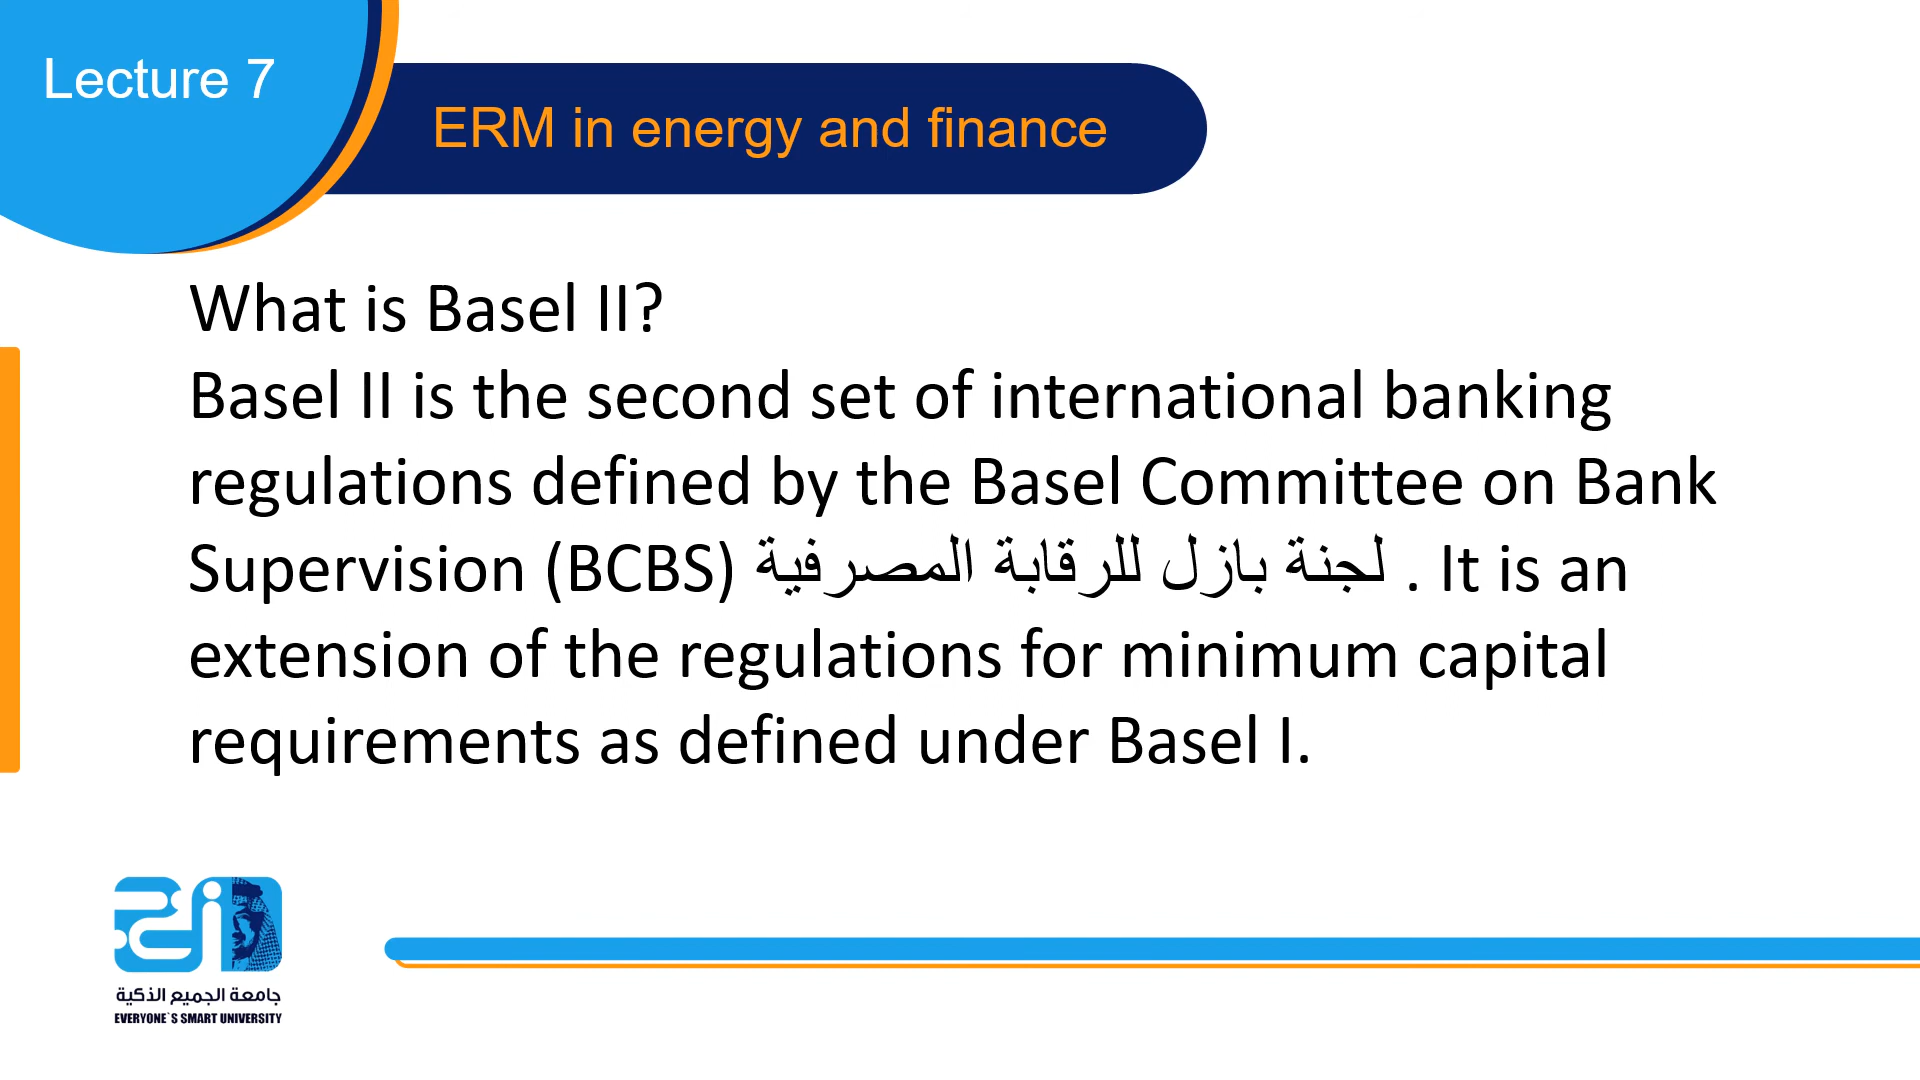 Lecture 7
ERM in energy and finance
What is Basel II?
Basel II is the second set of international banking
regulations defined by the Basel Committee on Bank
Supervision (BCBS) لجنة بازل للرقابة المصرفية . It is an
extension of the regulations for minimum capital
requirements as defined under Basel I.
جامعة الجميع الذكية
EVERYONE`S SMART UNIVERSITY